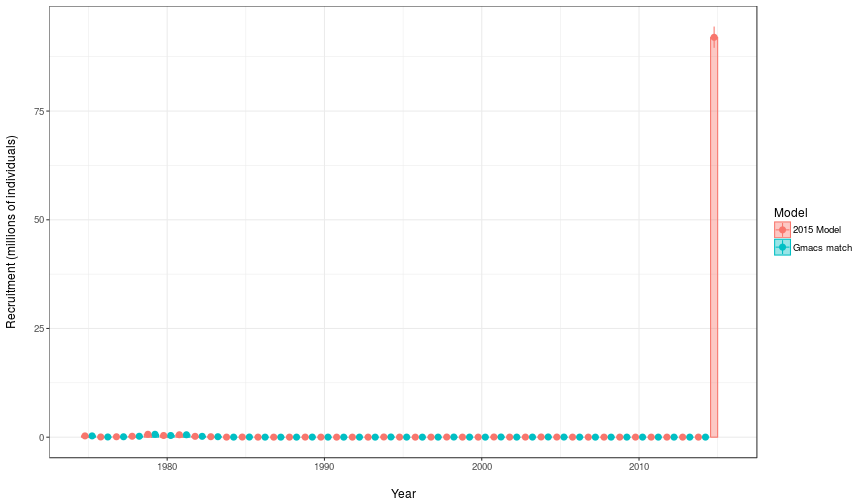 Recruitment (millions of individuals)
75
50
25
0
1980
1990
2000
2010
Year
Model
2015 Model
Gmacs match